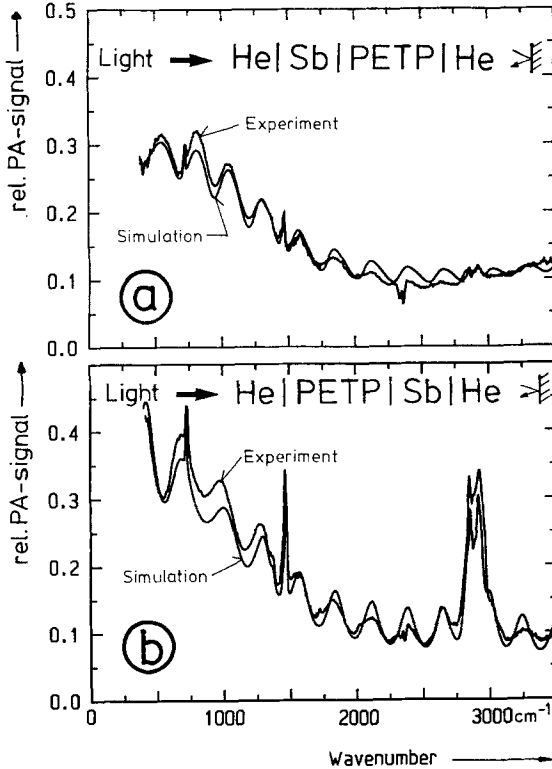 0.5
Light → He | Sb | PETP | He
0.4
rel. PA-signal →
Experiment
0.3
0.2
Simulation
0.1
a
0.0
Light → He | PETP | Sb | He
0.4
rel. PA-signal →
Experiment
0.3
0.2
Simulation
0.1
b
0.0
0 1000 2000 3000cm⁻¹
Wavenumber →